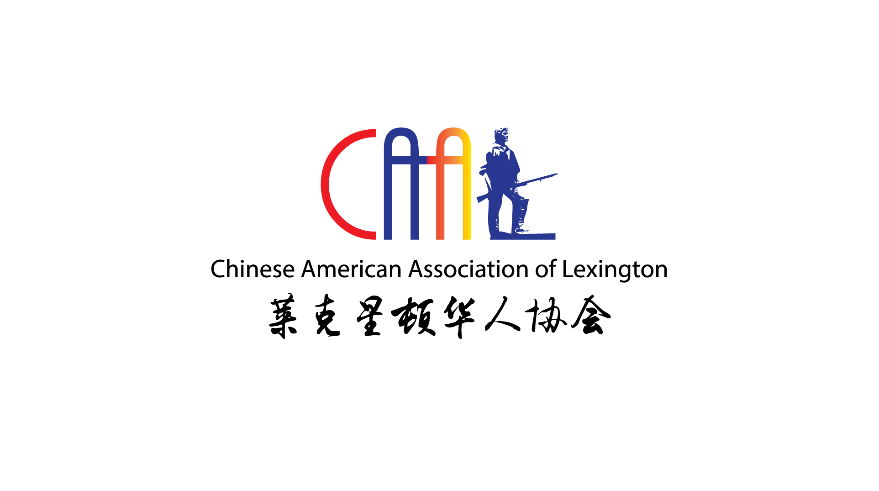 CAAL
Chinese American Association of Lexington
莱克星顿华人协会